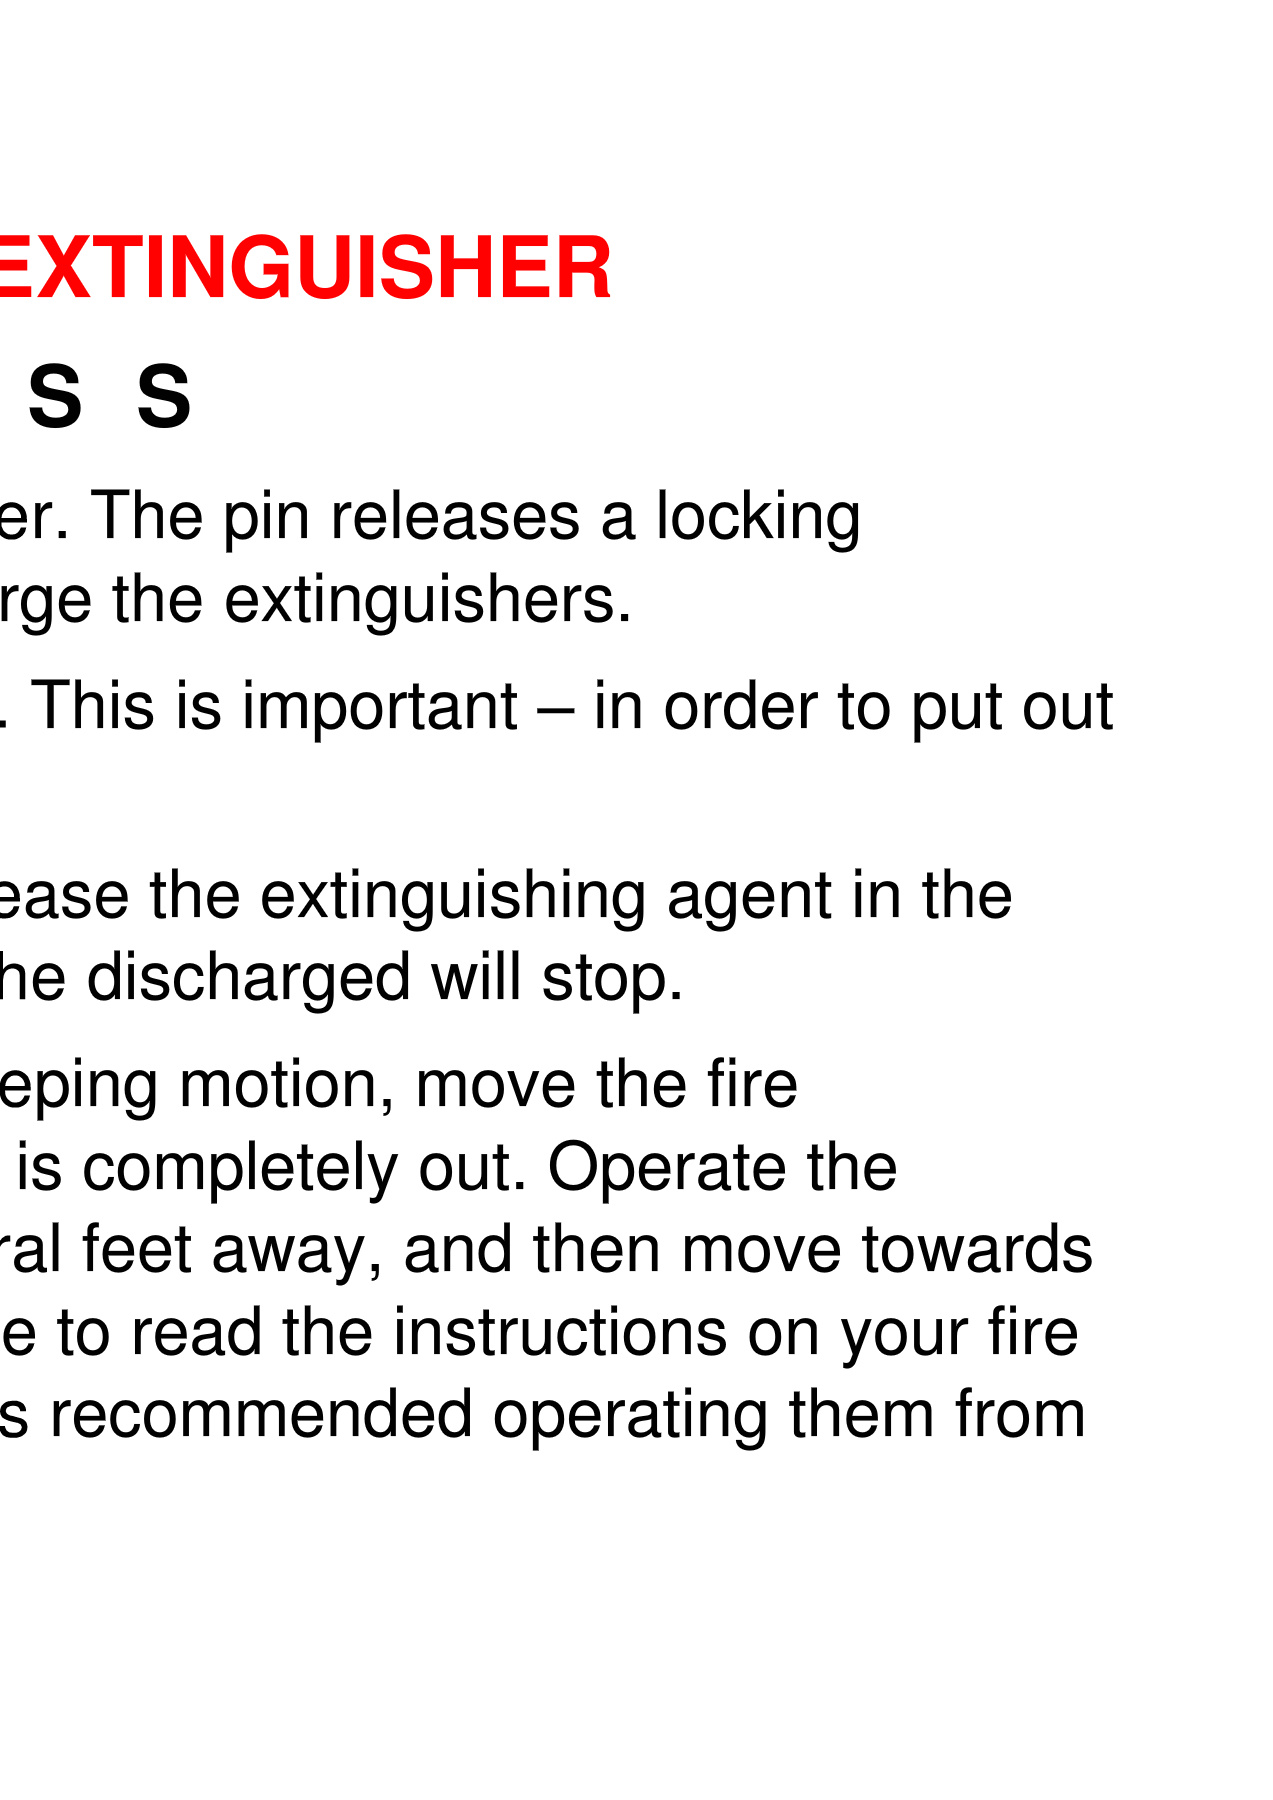 EXTINGUISHER
S S
er. The pin releases a locking
rge the extinguishers.
. This is important – in order to put out
ease the extinguishing agent in the
he discharged will stop.
eping motion, move the fire
is completely out. Operate the
ral feet away, and then move towards
e to read the instructions on your fire
s recommended operating them from